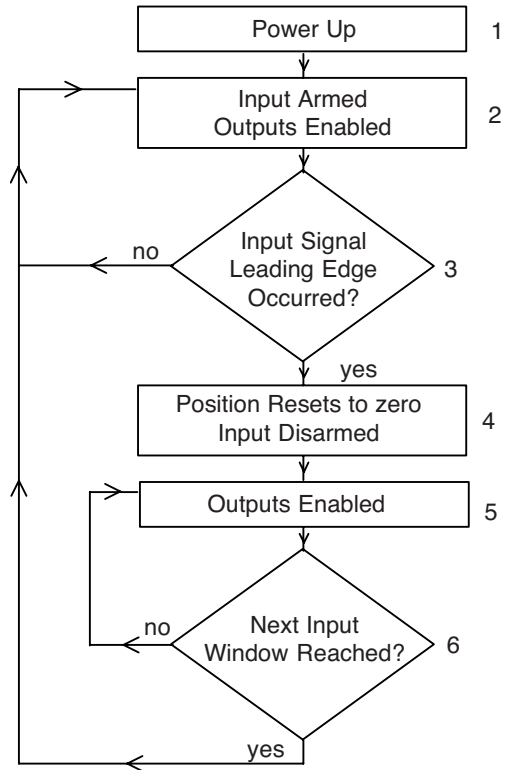 Power Up
1
Input Armed
Outputs Enabled
2
no
Input Signal
Leading Edge
Occurred?
3
yes
Position Resets to zero
Input Disarmed
4
Outputs Enabled
5
no
Next Input
Window Reached?
6
yes